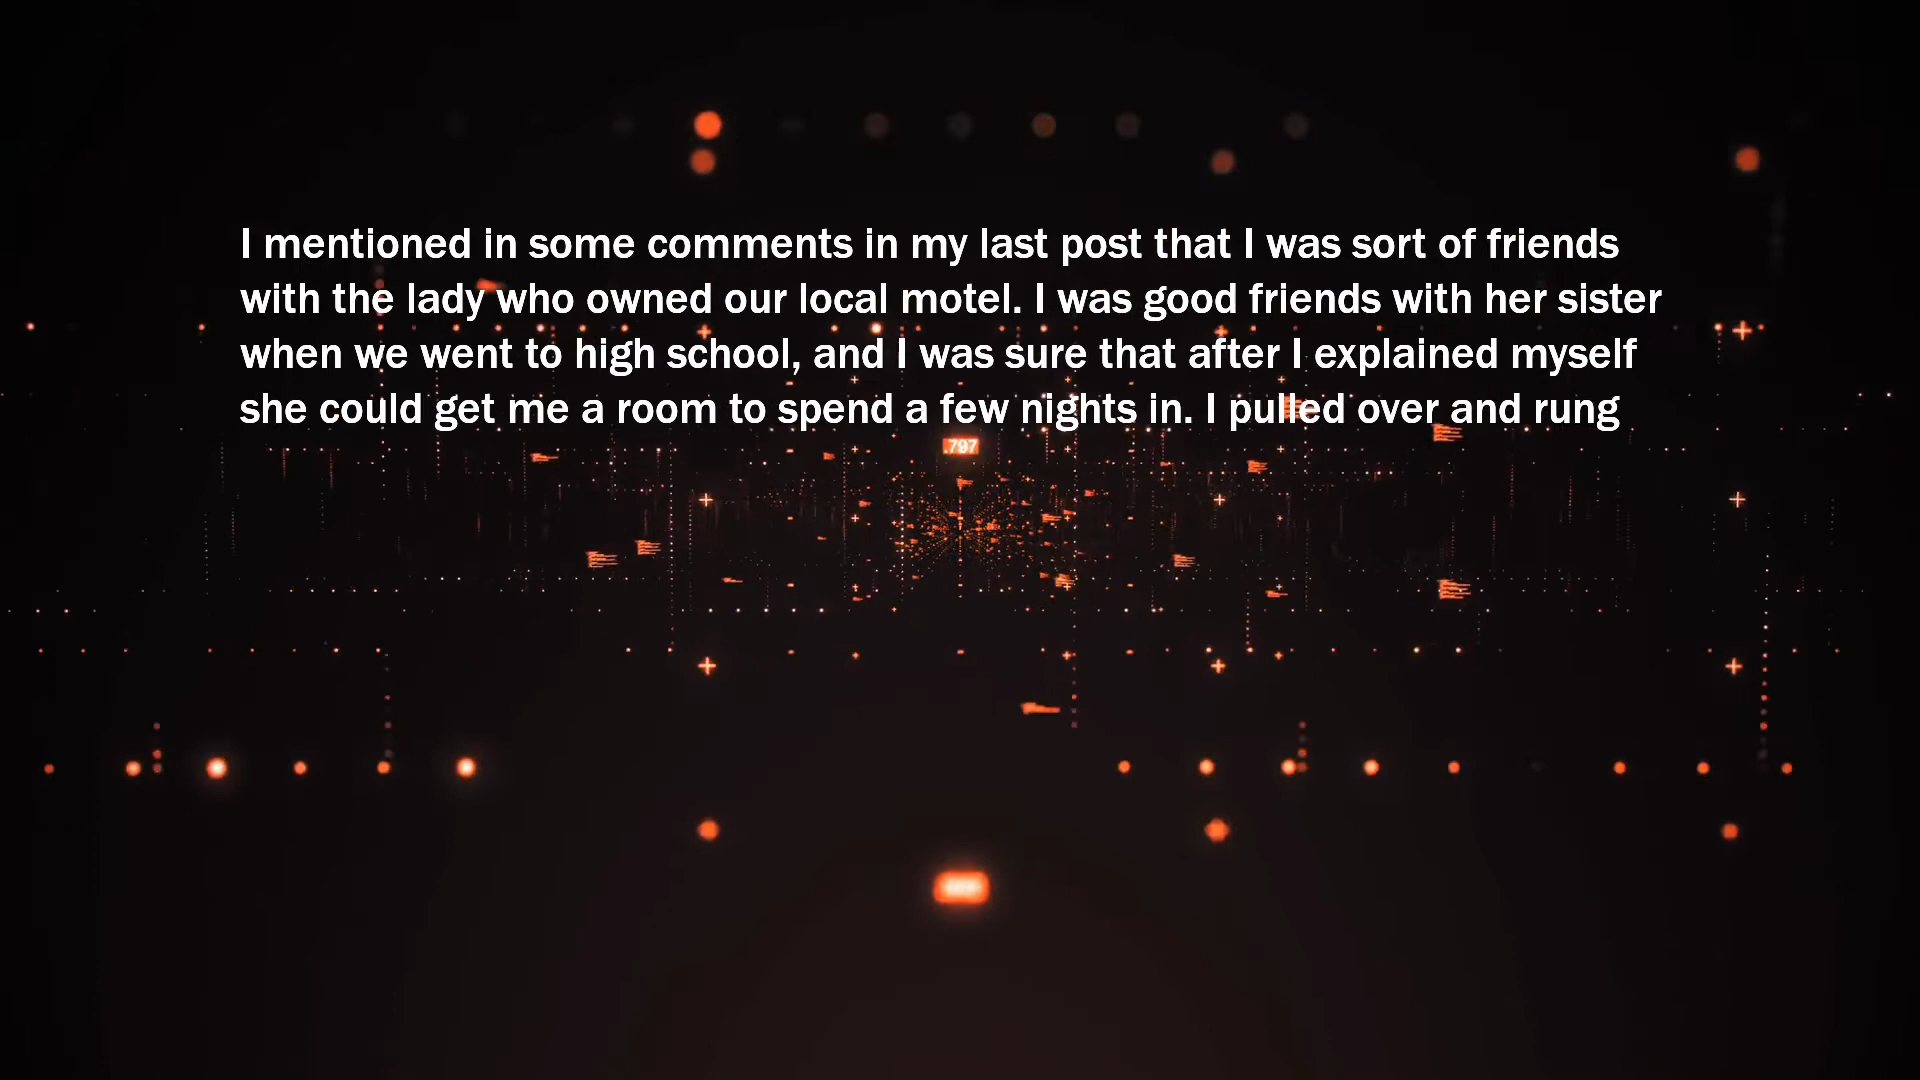 I mentioned in some comments in my last post that I was sort of friends
with the lady who owned our local motel. I was good friends with her sister
when we went to high school, and I was sure that after I explained myself
she could get me a room to spend a few nights in. I pulled over and rung
.797